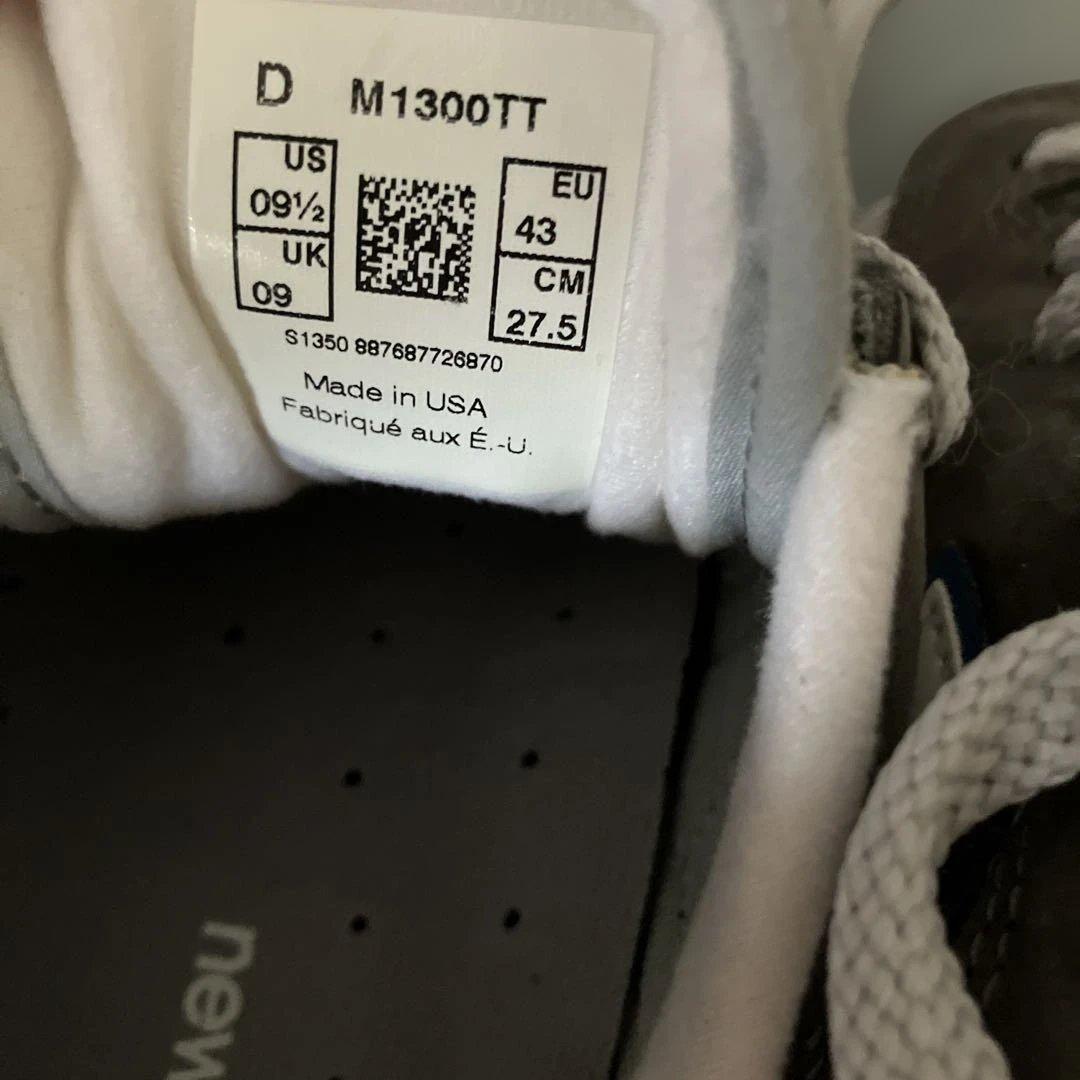 D M1300TT
US
09½
UK
09
EU
43
CM
27.5
S1350 887687726870
Made in USA
Fabriqué aux É.-U.
new